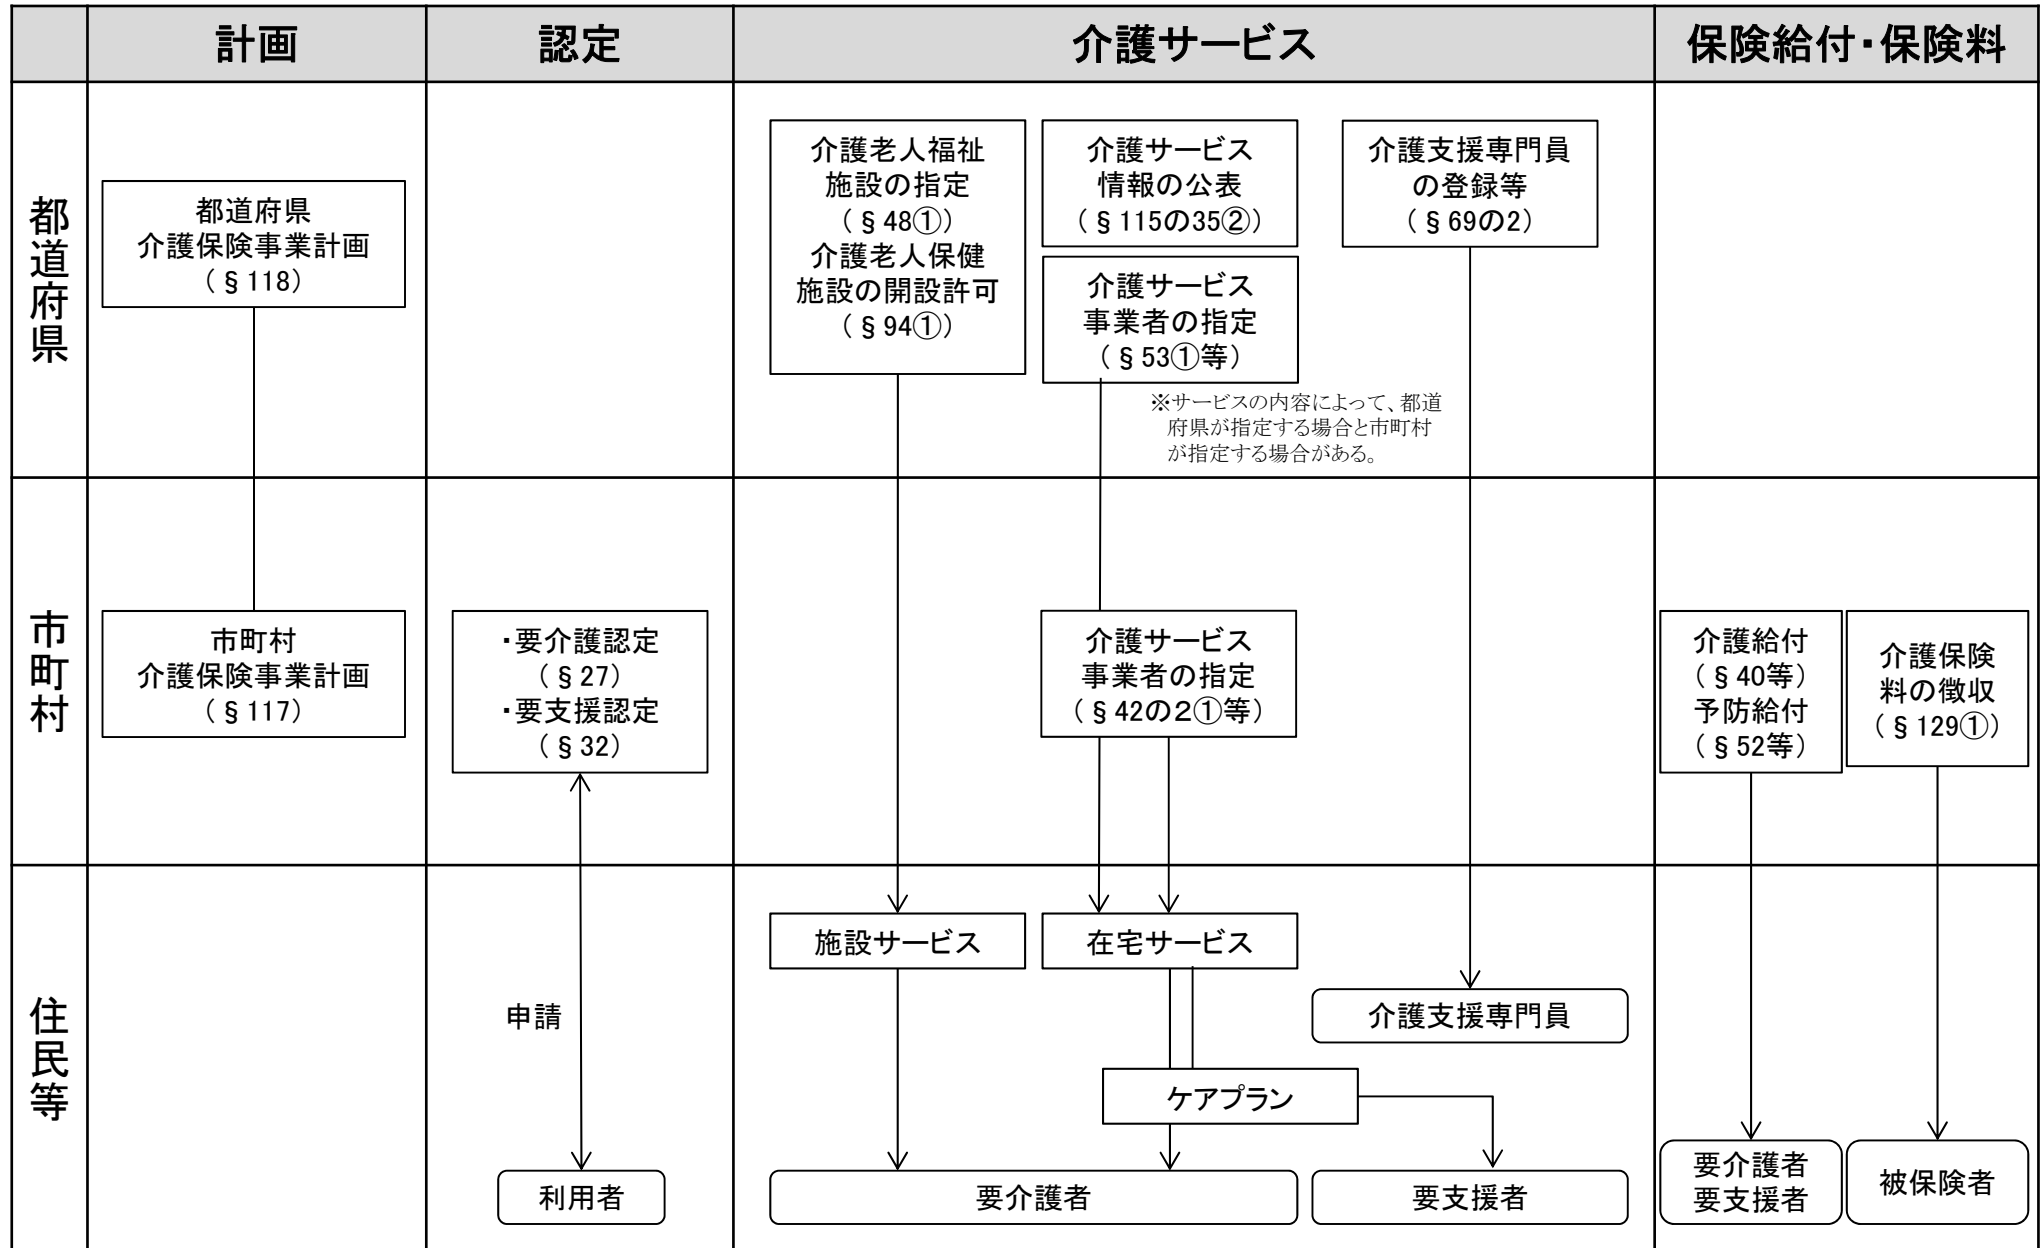 計画
認定
介護サービス
保険給付・保険料
都道府県
都道府県
介護保険事業計画
（§118）
介護老人福祉
施設の指定
（§48①）
介護老人保健
施設の開設許可
（§94①）
介護サービス
情報の公表
（§115の35②）
介護サービス
事業者の指定
（§53①等）
※サービスの内容によって、都道
府県が指定する場合と市町村
が指定する場合がある。
介護支援専門員
の登録等
（§69の2）
市町村
市町村
介護保険事業計画
（§117）
・要介護認定
（§27）
・要支援認定
（§32）
介護サービス
事業者の指定
（§42の２①等）
介護給付
（§40等）
予防給付
（§52等）
介護保険
料の徴収
（§129①）
住民等
申請
利用者
施設サービス
在宅サービス
介護支援専門員
ケアプラン
要介護者
要支援者
要介護者
要支援者
被保険者